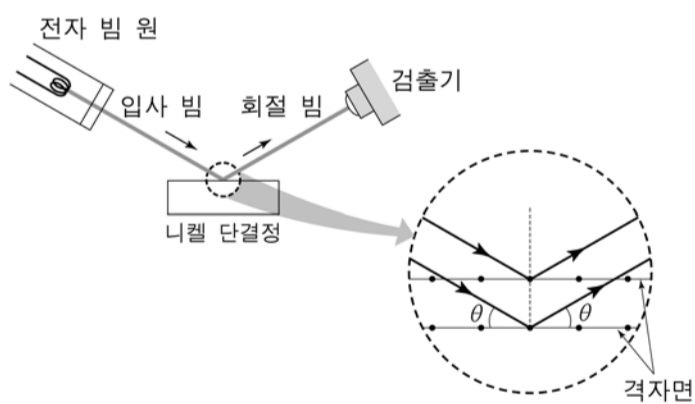 전자 빔 원
입사 빔
회절 빔
검출기
니켈 단결정
θ
θ
격자면